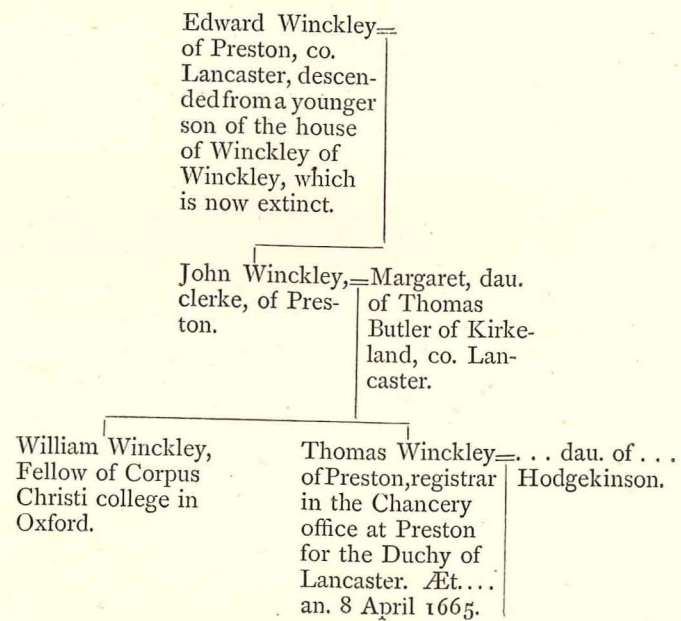 Edward Winckley=
of Preston, co.
Lancaster, descen-
ded from a younger
son of the house
of Winckley of
Winckley, which
is now extinct.
John Winckley,=
clerke, of Pres-
ton.
Margaret, dau.
of Thomas
Butler of Kirke-
land, co. Lan-
caster.
William Winckley,
Fellow of Corpus
Christi college in
Oxford.
Thomas Winckley=
of Preston, registrar
in the Chancery
office at Preston
for the Duchy of
Lancaster. Æt....
an. 8 April 1665.
... dau. of ...
Hodgekinson.